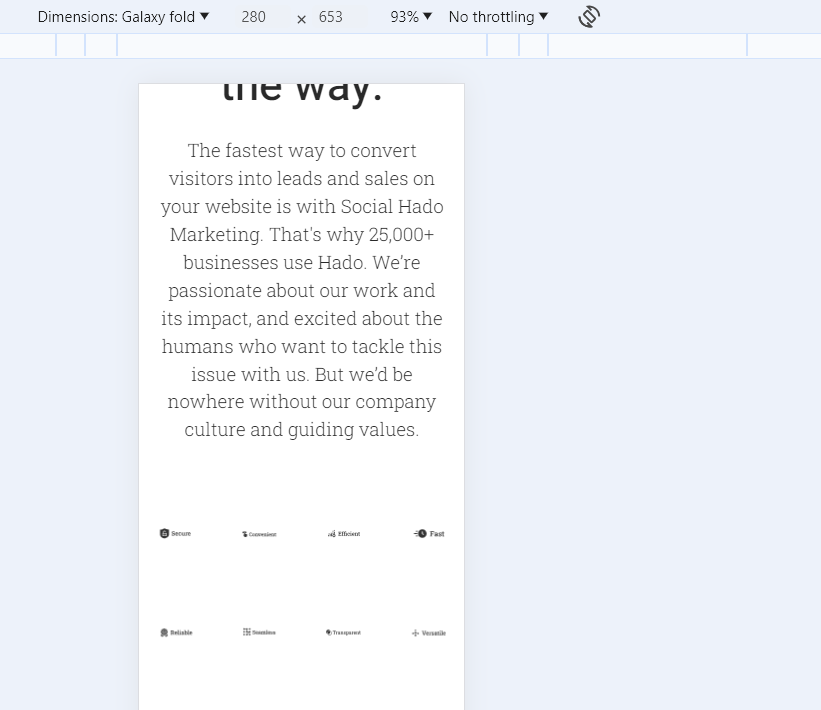 Dimensions: Galaxy fold ▼ 280 × 653 93% ▼ No throttling ▼
the way.
The fastest way to convert
visitors into leads and sales on
your website is with Social Hado
Marketing. That's why 25,000+
businesses use Hado. We're
passionate about our work and
its impact, and excited about the
humans who want to tackle this
issue with us. But we'd be
nowhere without our company
culture and guiding values.
Secure Convenient Efficient Fast
Reliable Seamless Transparent Versatile